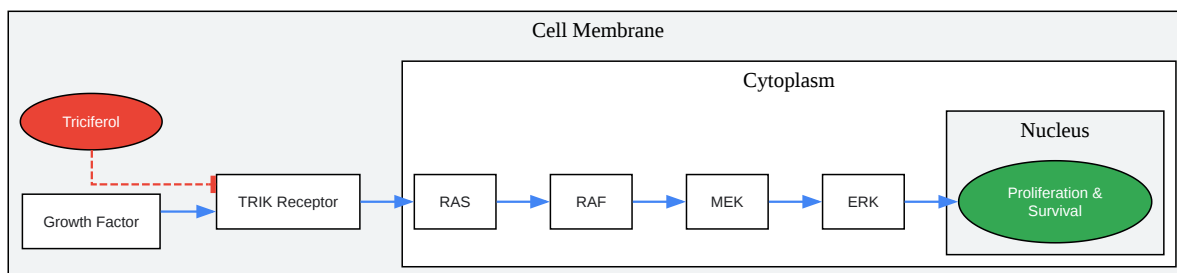 Cell Membrane
Cytoplasm
Nucleus
Triciferol
Growth Factor
TRIK Receptor
RAS
RAF
MEK
ERK
Proliferation &
Survival